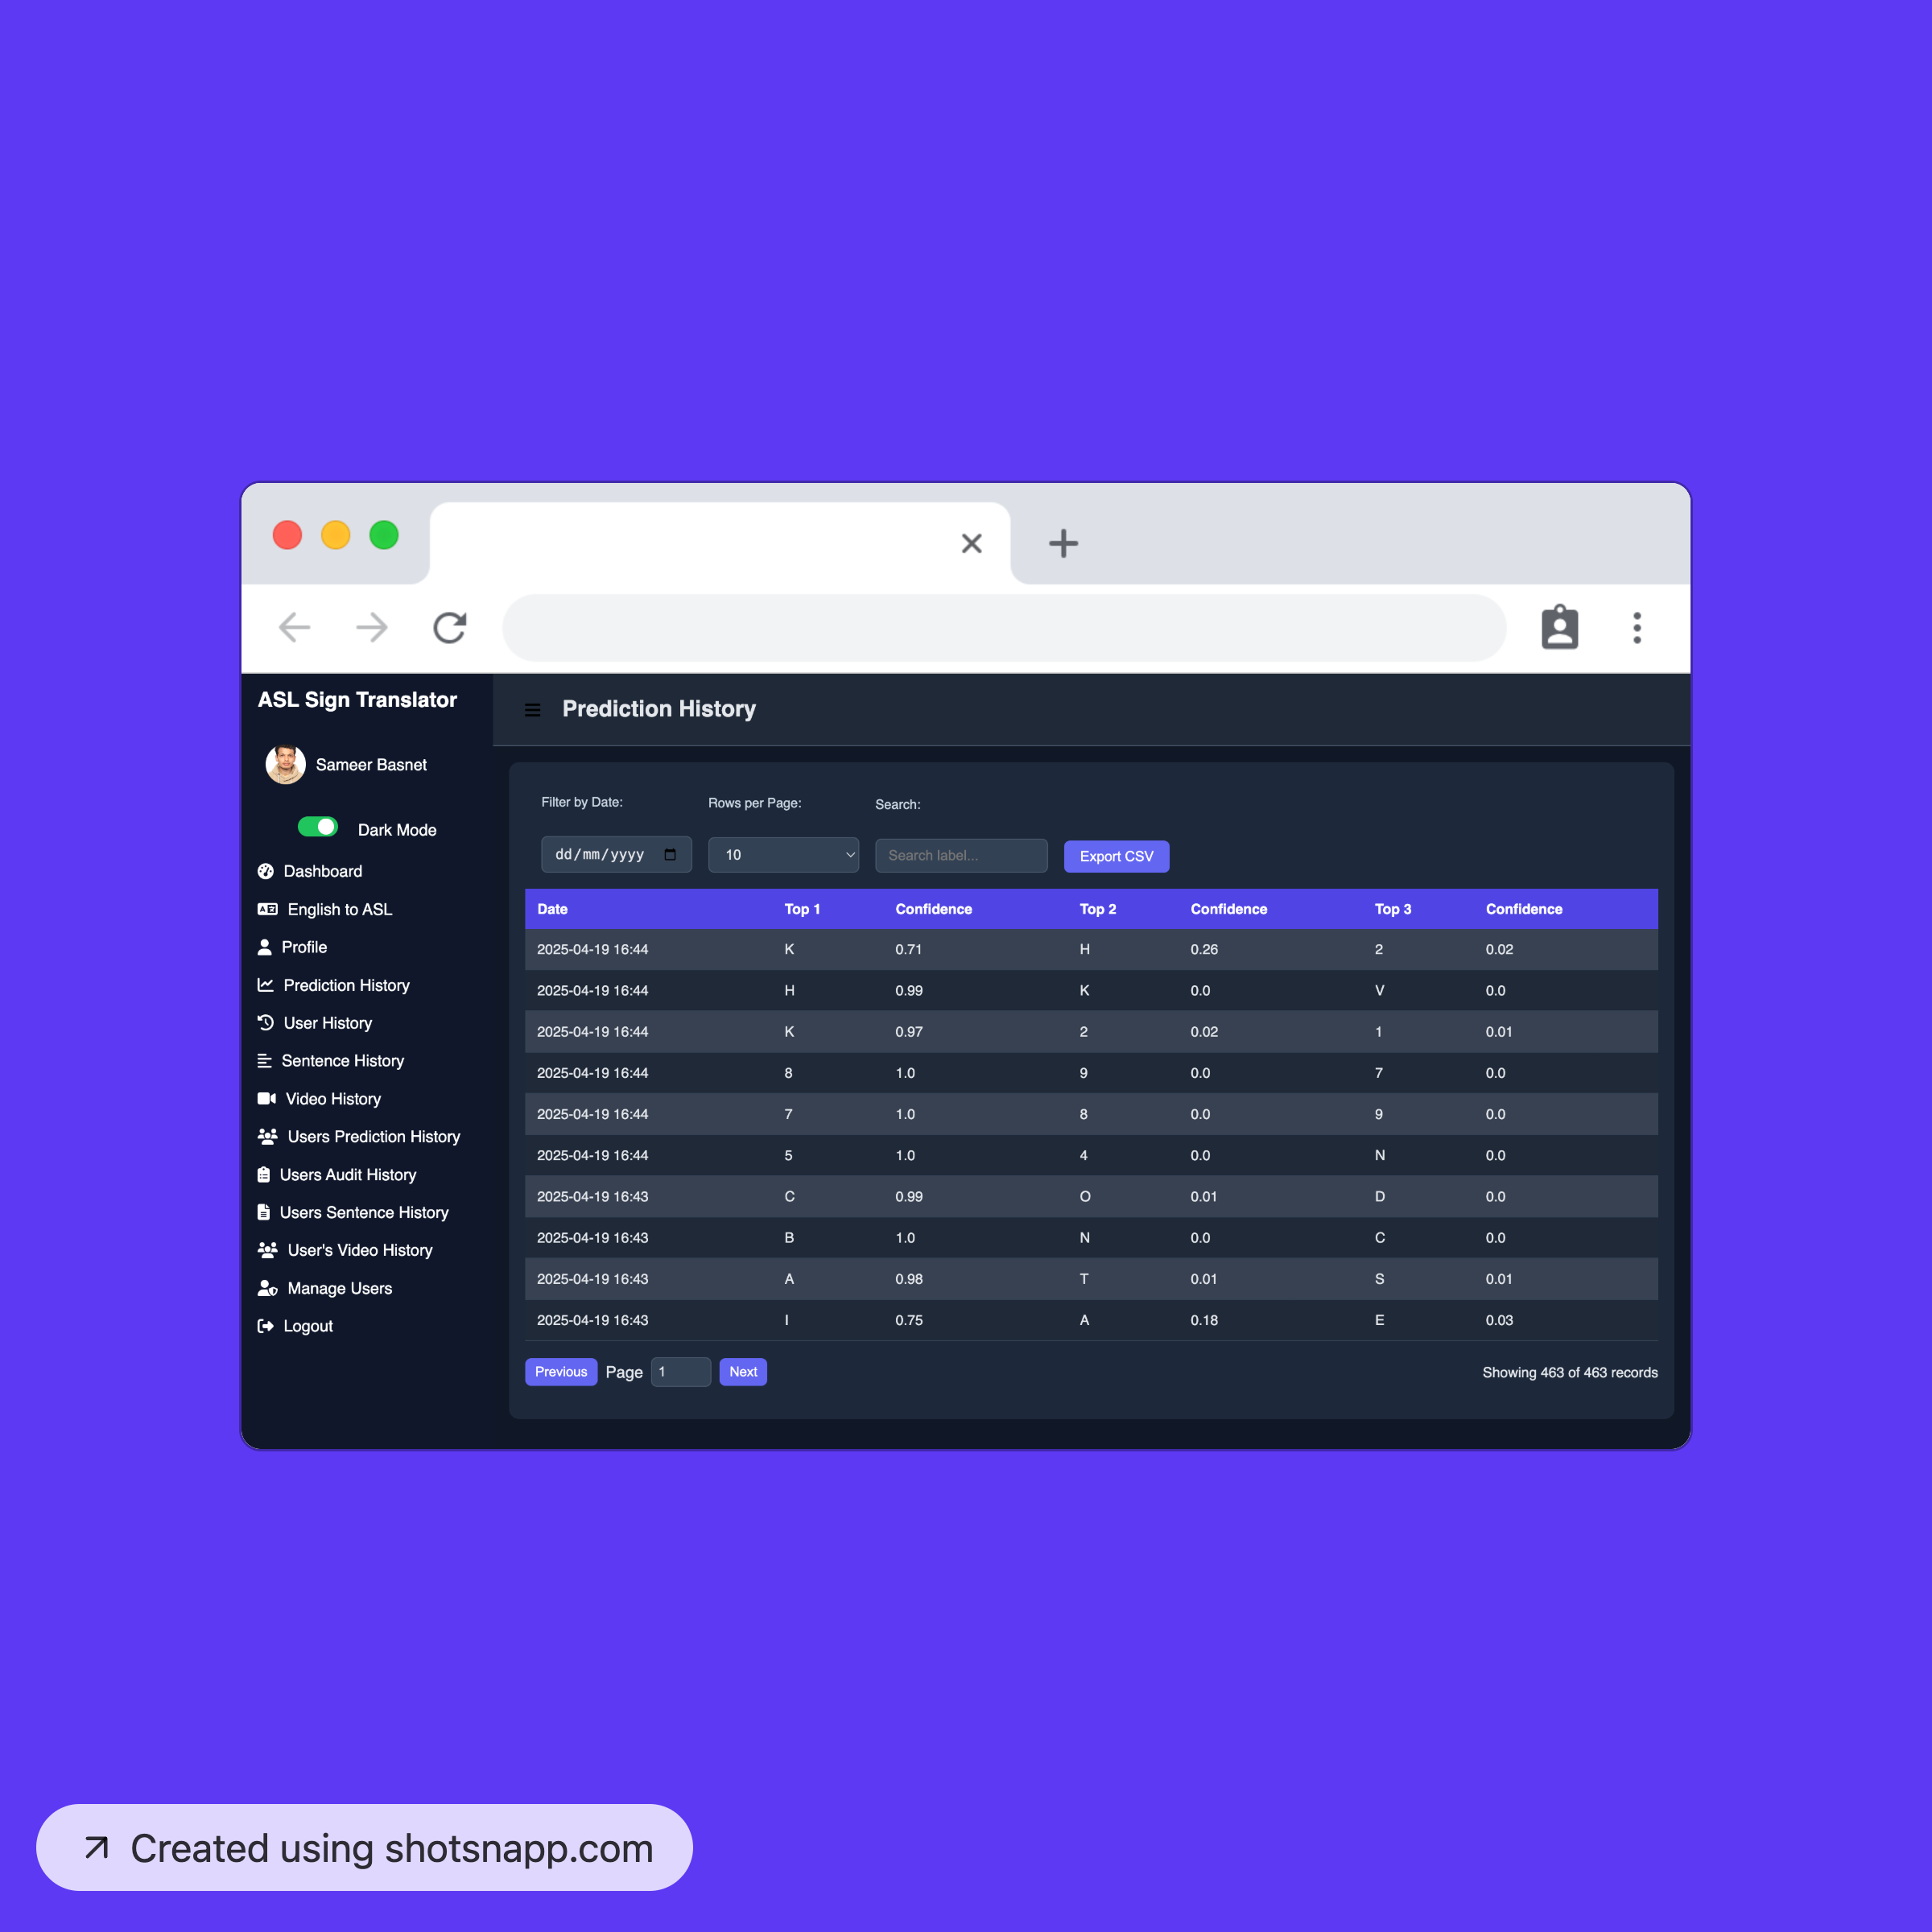 ASL Sign Translator
Sameer Basnet
Dark Mode
Dashboard
English to ASL
Profile
Prediction History
User History
Sentence History
Video History
Users Prediction History
Users Audit History
Users Sentence History
User's Video History
Manage Users
Logout
Prediction History
Filter by Date: Rows per Page: Search:
dd/mm/yyyy 10 Search label... Export CSV
Date Top 1 Confidence Top 2 Confidence Top 3 Confidence
2025-04-19 16:44 K 0.71 H 0.26 2 0.02
2025-04-19 16:44 H 0.99 K 0.0 V 0.0
2025-04-19 16:44 K 0.97 2 0.02 1 0.01
2025-04-19 16:44 8 1.0 9 0.0 7 0.0
2025-04-19 16:44 7 1.0 8 0.0 9 0.0
2025-04-19 16:44 5 1.0 4 0.0 N 0.0
2025-04-19 16:43 C 0.99 O 0.01 D 0.0
2025-04-19 16:43 B 1.0 N 0.0 C 0.0
2025-04-19 16:43 A 0.98 T 0.01 S 0.01
2025-04-19 16:43 I 0.75 A 0.18 E 0.03
Previous Page 1 Next Showing 463 of 463 records
Created using shotsnapp.com